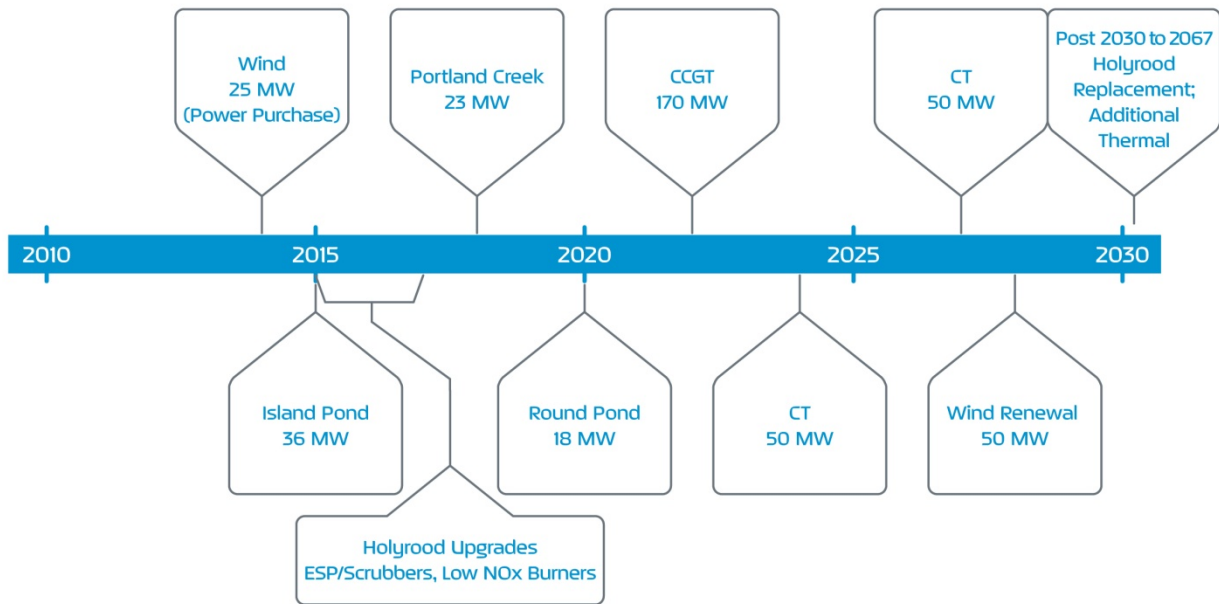 Wind
25 MW
(Power Purchase)
Portland Creek
23 MW
CCGT
170 MW
CT
50 MW
Post 2030 to 2067
Holyrood
Replacement;
Additional
Thermal
2010
2015
2020
2025
2030
Island Pond
36 MW
Round Pond
18 MW
CT
50 MW
Wind Renewal
50 MW
Holyrood Upgrades
ESP/Scrubbers, Low NOx Burners